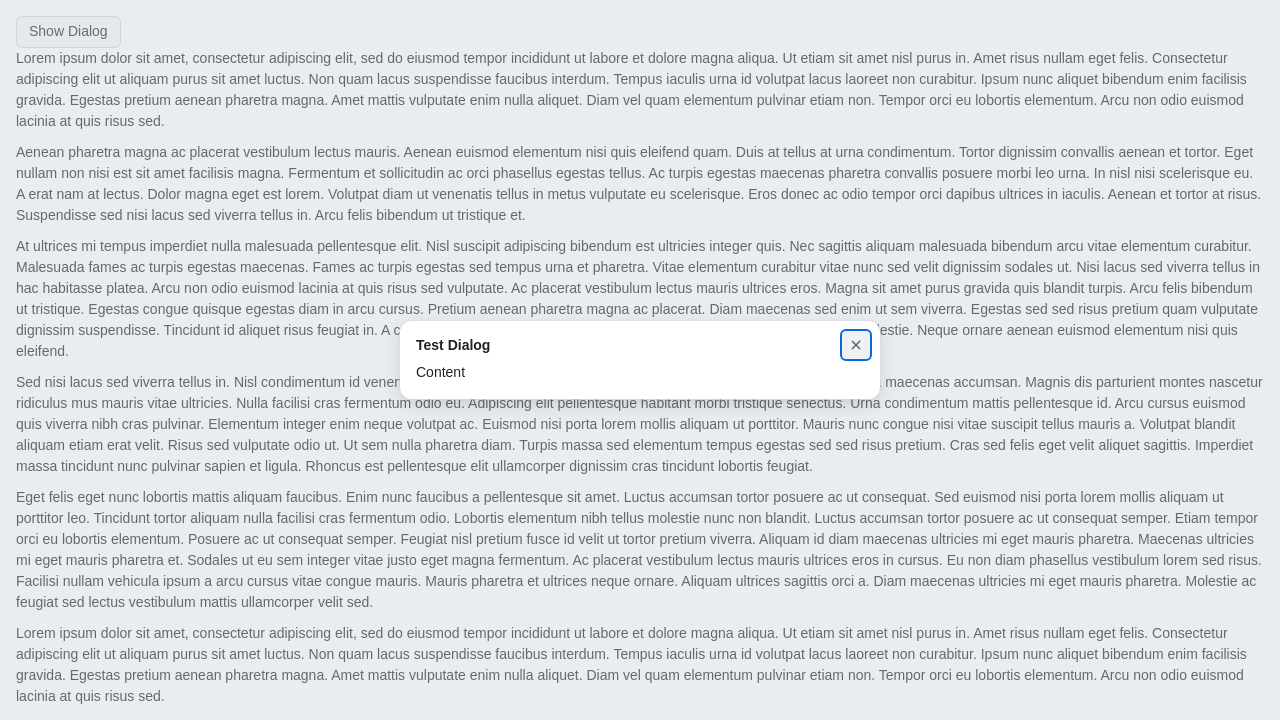 Show Dialog
Lorem ipsum dolor sit amet, consectetur adipiscing elit, sed do eiusmod tempor incididunt ut labore et dolore magna aliqua. Ut etiam sit amet nisl purus in. Amet risus nullam eget felis. Consectetur
adipiscing elit ut aliquam purus sit amet luctus. Non quam lacus suspendisse faucibus interdum. Tempus iaculis urna id volutpat lacus laoreet non curabitur. Ipsum nunc aliquet bibendum enim facilisis
gravida. Egestas pretium aenean pharetra magna. Amet mattis vulputate enim nulla aliquet. Diam vel quam elementum pulvinar etiam non. Tempor orci eu lobortis elementum. Arcu non odio euismod
lacinia at quis risus sed.
Aenean pharetra magna ac placerat vestibulum lectus mauris. Aenean euismod elementum nisi quis eleifend quam. Duis at tellus at urna condimentum. Tortor dignissim convallis aenean et tortor. Eget
nullam non nisi est sit amet facilisis magna. Fermentum et sollicitudin ac orci phasellus egestas tellus. Ac turpis egestas maecenas pharetra convallis posuere morbi leo urna. In nisl nisi scelerisque eu.
A erat nam at lectus. Dolor magna eget est lorem. Volutpat diam ut venenatis tellus in metus vulputate eu scelerisque. Eros donec ac odio tempor orci dapibus ultrices in iaculis. Aenean et tortor at risus.
Suspendisse sed nisi lacus sed viverra tellus in. Arcu felis bibendum ut tristique et.
At ultrices mi tempus imperdiet nulla malesuada pellentesque elit. Nisl suscipit adipiscing bibendum est ultricies integer quis. Nec sagittis aliquam malesuada bibendum arcu vitae elementum curabitur.
Malesuada fames ac turpis egestas maecenas. Fames ac turpis egestas sed tempus urna et pharetra. Vitae elementum curabitur vitae nunc sed velit dignissim sodales ut. Nisi lacus sed viverra tellus in
hac habitasse platea. Arcu non odio euismod lacinia at quis risus sed vulputate. Ac placerat vestibulum lectus mauris ultrices eros. Magna sit amet purus gravida quis blandit turpis. Arcu felis bibendum
ut tristique. Egestas congue quisque egestas diam in arcu cursus. Pretium aenean pharetra magna ac placerat. Diam maecenas sed enim ut sem viverra. Egestas sed sed risus pretium quam vulputate
dignissim suspendisse. Tincidunt id aliquet risus feugiat in. A Neque ornare aenean euismod elementum nisi quis
eleifend.
Test Dialog
Content
Sed nisi lacus sed viverra tellus in. Nisl condimentum id maecenas accumsan. Magnis dis parturient montes nascetur
ridiculus mus mauris vitae ultricies. Nulla facilisi cras fermentum odio eu. Adipiscing elit pellentesque habitant morbi tristique senectus. Urna condimentum mattis pellentesque id. Arcu cursus euismod
quis viverra nibh cras pulvinar. Elementum integer enim neque volutpat ac. Euismod nisi porta lorem mollis aliquam ut porttitor. Mauris nunc congue nisi vitae suscipit tellus mauris a. Volutpat blandit
aliquam etiam erat velit. Risus sed vulputate odio ut. Ut sem nulla pharetra diam. Turpis massa sed elementum tempus egestas sed sed risus pretium. Cras sed felis eget velit aliquet sagittis. Imperdiet
massa tincidunt nunc pulvinar sapien et ligula. Rhoncus est pellentesque elit ullamcorper dignissim cras tincidunt lobortis feugiat.
Eget felis eget nunc lobortis mattis aliquam faucibus. Enim nunc faucibus a pellentesque sit amet. Luctus accumsan tortor posuere ac ut consequat. Sed euismod nisi porta lorem mollis aliquam ut
porttitor leo. Tincidunt tortor aliquam nulla facilisi cras fermentum odio. Lobortis elementum nibh tellus molestie nunc non blandit. Luctus accumsan tortor posuere ac ut consequat semper. Etiam tempor
orci eu lobortis elementum. Posuere ac ut consequat semper. Feugiat nisl pretium fusce id velit ut tortor pretium viverra. Aliquam id diam maecenas ultricies mi eget mauris pharetra. Maecenas ultricies
mi eget mauris pharetra et. Sodales ut eu sem integer vitae justo eget magna fermentum. Ac placerat vestibulum lectus mauris ultrices eros in cursus. Eu non diam phasellus vestibulum lorem sed risus.
Facilisi nullam vehicula ipsum a arcu cursus vitae congue mauris. Mauris pharetra et ultrices neque ornare. Aliquam ultrices sagittis orci a. Diam maecenas ultricies mi eget mauris pharetra. Molestie ac
feugiat sed lectus vestibulum mattis ullamcorper velit sed.
Lorem ipsum dolor sit amet, consectetur adipiscing elit, sed do eiusmod tempor incididunt ut labore et dolore magna aliqua. Ut etiam sit amet nisl purus in. Amet risus nullam eget felis. Consectetur
adipiscing elit ut aliquam purus sit amet luctus. Non quam lacus suspendisse faucibus interdum. Tempus iaculis urna id volutpat lacus laoreet non curabitur. Ipsum nunc aliquet bibendum enim facilisis
gravida. Egestas pretium aenean pharetra magna. Amet mattis vulputate enim nulla aliquet. Diam vel quam elementum pulvinar etiam non. Tempor orci eu lobortis elementum. Arcu non odio euismod
lacinia at quis risus sed.